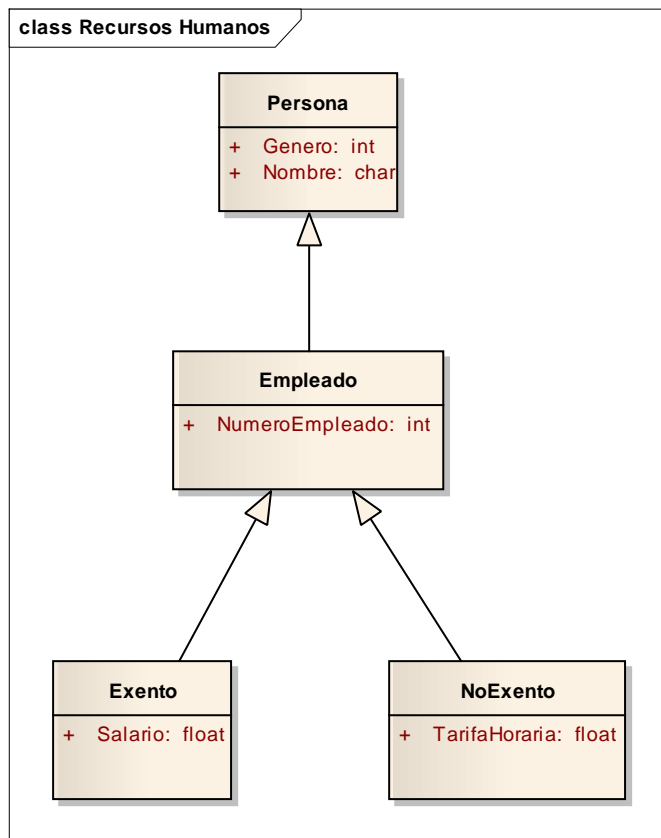 class Recursos Humanos
Persona
+ Genero: int
+ Nombre: char
Empleado
+ NumeroEmpleado: int
Exento
+ Salario: float
NoExento
+ TarifaHoraria: float